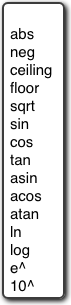 abs
neg
ceiling
floor
sqrt
sin
cos
tan
asin
acos
atan
ln
log
e^
10^